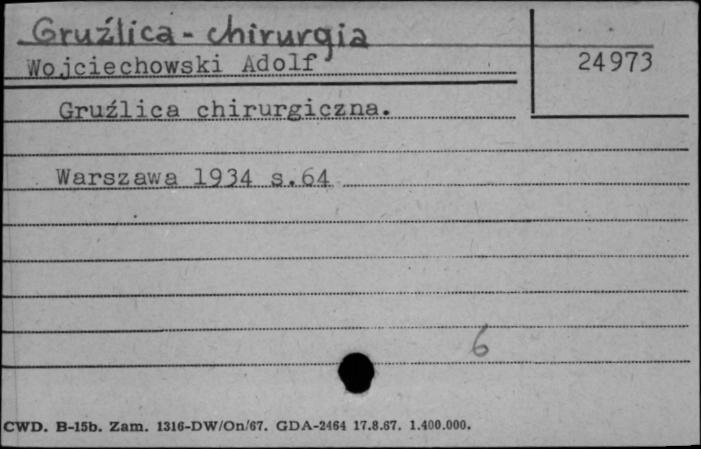 Gruźlica - chirurgia
Wojciechowski Adolf
24973
Gruźlica chirurgiczna.
Warszawa 1934 s.64
6
CWD. B-15b. Zam. 1316-DW/On/67. GDA-2464 17.8.67. 1.400.000.